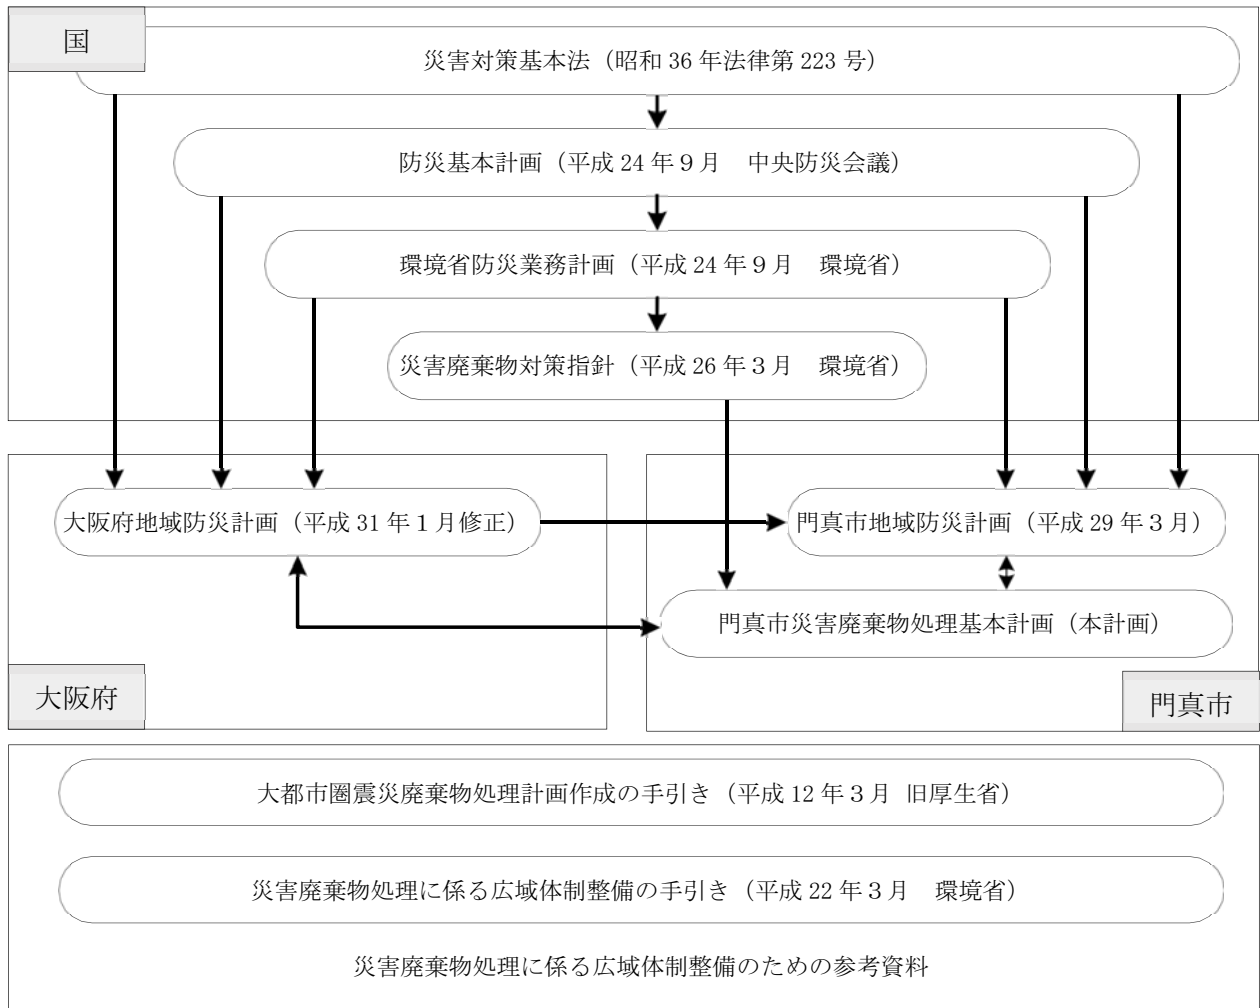 国
災害対策基本法（昭和 36 年法律第 223 号）
防災基本計画（平成 24 年９月　中央防災会議）
環境省防災業務計画（平成 24 年９月　環境省）
災害廃棄物対策指針（平成 26 年３月　環境省）
大阪府地域防災計画（平成 31 年１月修正）
門真市地域防災計画（平成 29 年３月）
門真市災害廃棄物処理基本計画（本計画）
大阪府
門真市
大都市圏震災廃棄物処理計画作成の手引き（平成 12 年３月 旧厚生省）
災害廃棄物処理に係る広域体制整備の手引き（平成 22 年３月　環境省）
災害廃棄物処理に係る広域体制整備のための参考資料